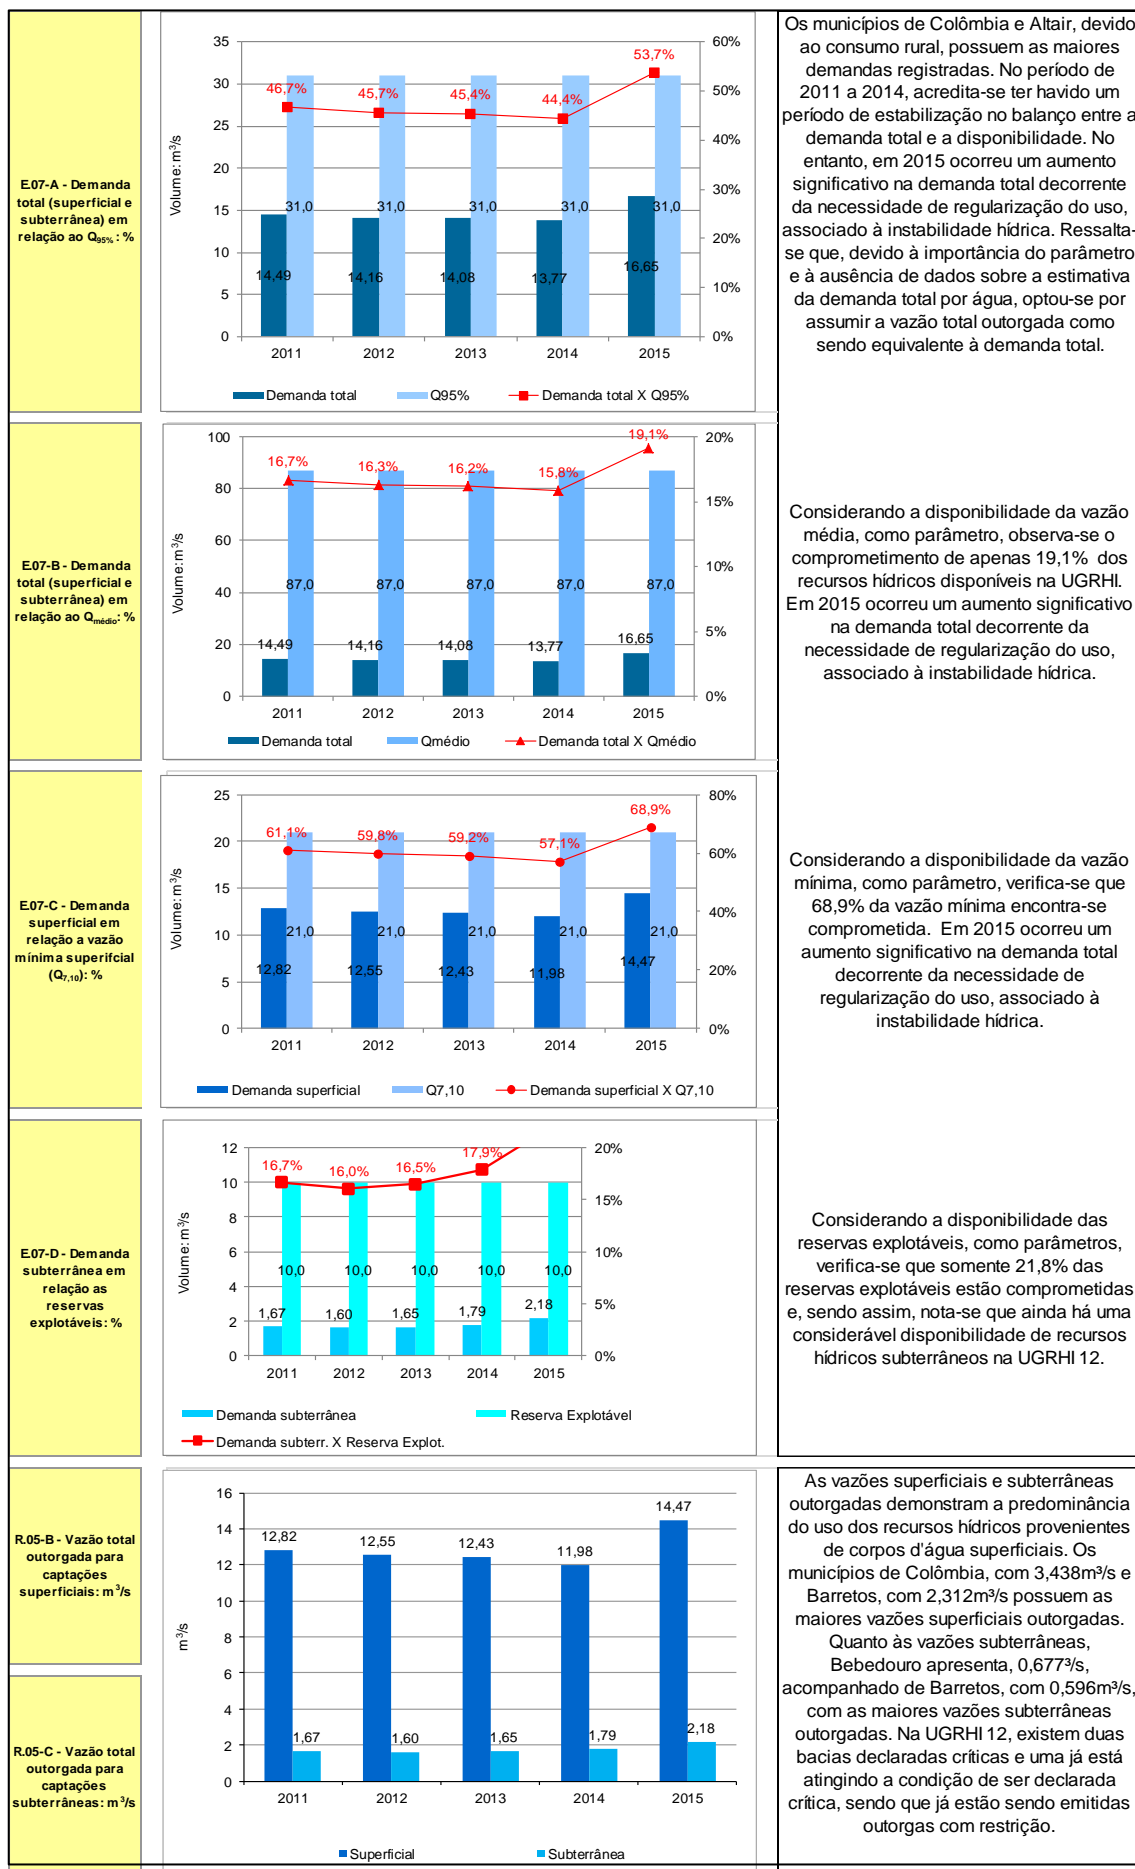 E.07-A - Demanda
total (superficial e
subterrânea) em
relação ao Q95% : %
35
30
25
20
15
10
5
0
Volume: m³/s
60%
50%
40%
30%
20%
10%
0%
46,7%
45,7%
45,4%
44,4%
53,7%
31,0
31,0
31,0
31,0
31,0
14,49
14,16
14,08
13,77
16,65
2011
2012
2013
2014
2015
Demanda total
Q95%
Demanda total X Q95%
Os municípios de Colômbia e Altair, devido
ao consumo rural, possuem as maiores
demandas registradas. No período de
2011 a 2014, acredita-se ter havido um
período de estabilização no balanço entre a
demanda total e a disponibilidade. No
entanto, em 2015 ocorreu um aumento
significativo na demanda total decorrente
da necessidade de regularização do uso,
associado à instabilidade hídrica. Ressalta-
se que, devido à importância do parâmetro
e à ausência de dados sobre a estimativa
da demanda total por água, optou-se por
assumir a vazão total outorgada como
sendo equivalente à demanda total.
E.07-B - Demanda
total (superficial e
subterrânea) em
relação ao Qmédio: %
100
80
60
40
20
0
Volume: m³/s
20%
15%
10%
5%
0%
16,7%
16,3%
16,2%
15,8%
19,1%
87,0
87,0
87,0
87,0
87,0
14,49
14,16
14,08
13,77
16,65
2011
2012
2013
2014
2015
Demanda total
Qmédio
Demanda total X Qmédio
Considerando a disponibilidade da vazão
média, como parâmetro, observa-se o
comprometimento de apenas 19,1% dos
recursos hídricos disponíveis na UGRHI.
Em 2015 ocorreu um aumento significativo
na demanda total decorrente da
necessidade de regularização do uso,
associado à instabilidade hídrica.
E.07-C - Demanda
superficial em
relação a vazão
mínima superifcial
(Q7,10): %
25
20
15
10
5
0
Volume: m³/s
80%
60%
40%
20%
0%
61,1%
59,8%
59,2%
57,1%
68,9%
21,0
21,0
21,0
21,0
21,0
12,82
12,55
12,43
11,98
14,47
2011
2012
2013
2014
2015
Demanda superficial
Q7,10
Demanda superficial X Q7,10
Considerando a disponibilidade da vazão
mínima, como parâmetro, verifica-se que
68,9% da vazão mínima encontra-se
comprometida. Em 2015 ocorreu um
aumento significativo na demanda total
decorrente da necessidade de
regularização do uso, associado à
instabilidade hídrica.
E.07-D - Demanda
subterrânea em
relação as
reservas
explotáveis: %
12
10
8
6
4
2
0
Volume: m³/s
20%
15%
10%
5%
0%
16,7%
16,0%
16,5%
17,9%
10,0
10,0
10,0
10,0
10,0
1,67
1,60
1,65
1,79
2,18
2011
2012
2013
2014
2015
Demanda subterrânea
Reserva Explotável
Demanda subterr. X Reserva Explot.
Considerando a disponibilidade das
reservas explotáveis, como parâmetros,
verifica-se que somente 21,8% das
reservas explotáveis estão comprometidas
e, sendo assim, nota-se que ainda há uma
considerável disponibilidade de recursos
hídricos subterrâneos na UGRHI 12.
R.05-B - Vazão total
outorgada para
captações
superficiais: m³/s
R.05-C - Vazão total
outorgada para
captações
subterrâneas: m³/s
16
14
12
10
8
6
4
2
0
m³/s
12,82
12,55
12,43
11,98
14,47
1,67
1,60
1,65
1,79
2,18
2011
2012
2013
2014
2015
Superficial
Subterrânea
As vazões superficiais e subterrâneas
outorgadas demonstram a predominância
do uso dos recursos hídricos provenientes
de corpos d'água superficiais. Os
municípios de Colômbia, com 3,438m³/s e
Barretos, com 2,312m³/s possuem as
maiores vazões superficiais outorgadas.
Quanto às vazões subterrâneas,
Bebedouro apresenta, 0,677³/s,
acompanhado de Barretos, com 0,596m³/s,
com as maiores vazões subterrâneas
outorgadas. Na UGRHI 12, existem duas
bacias declaradas críticas e uma já está
atingindo a condição de ser declarada
crítica, sendo que já estão sendo emitidas
outorgas com restrição.